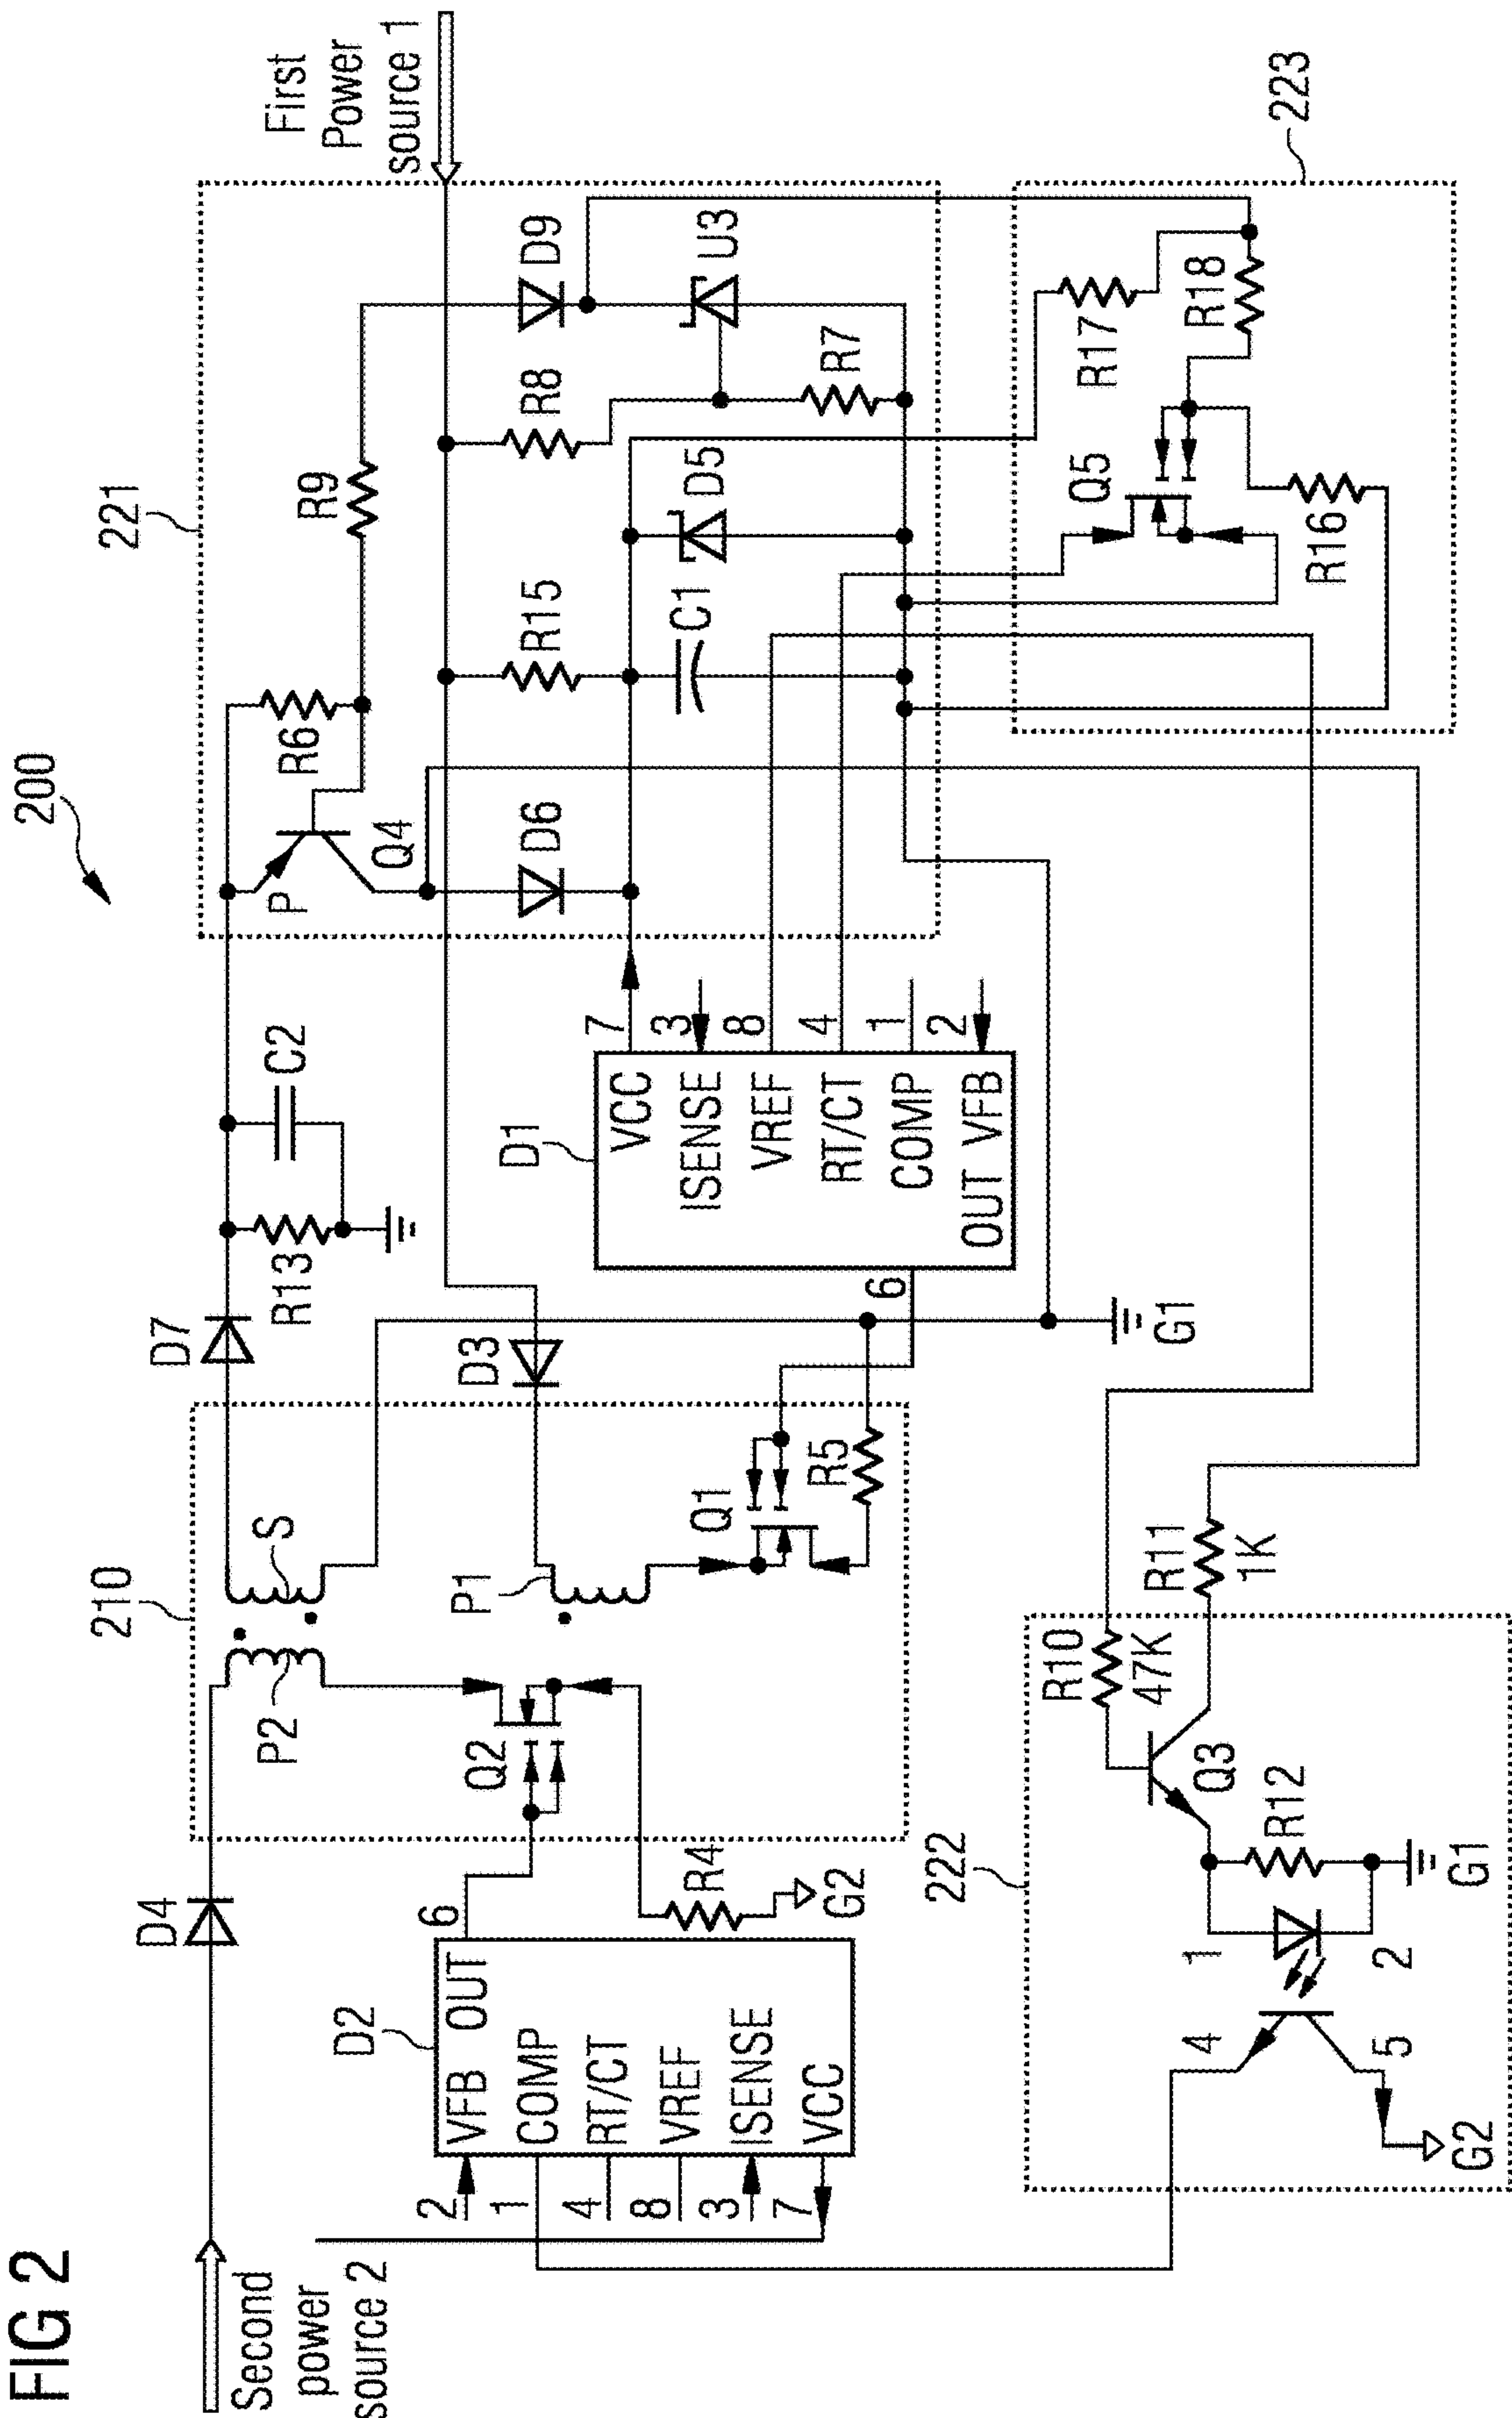 FIG 2
200
Second
power
source 2
First
Power
source 1
D4
210
P2
S
D7
R13
C2
P
R6
Q4
221
R9
D9
U3
R8
R7
D5
R15
C1
D6
D3
P1
Q1
R5
Q2
R4
G2
D2
VFB
OUT
COMP
RT/CT
VREF
ISENSE
VCC
6
2
1
4
8
3
7
D1
VCC
ISENSE
VREF
RT/CT
COMP
OUT VFB
7
3
8
4
1
2
6
G1
223
R17
R18
Q5
R16
222
R10
47K
R11
1K
Q3
R12
G1
1
2
4
5
G2